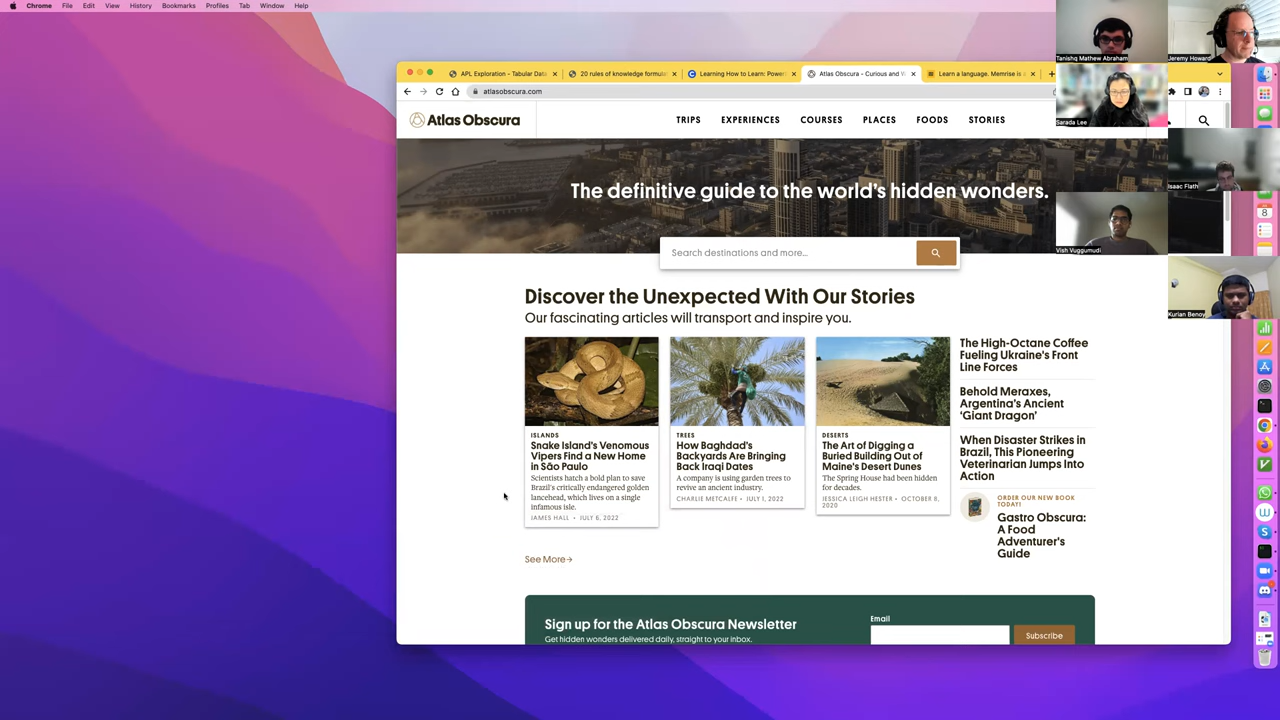 Chrome File Edit View History Bookmarks Profiles Tab Window Help
Tanishq Mathew Abraham
Jeremy Howard
APL Exploration - Tabular Data
20 rules of knowledge formula
Learning How to Learn: Power
Atlas Obscura - Curious and
Learn a language. Memrise is
atlasobscura.com
Sarada Lee
Atlas Obscura
TRIPS EXPERIENCES COURSES PLACES FOODS STORIES
Isaac Flath
The definitive guide to the world's hidden wonders.
8
Vish Vuggumudi
Search destinations and more...
Kurian Benoy
Discover the Unexpected With Our Stories
Our fascinating articles will transport and inspire you.
ISLANDS
Snake Island's Venomous
Vipers Find a New Home
in São Paulo
Scientists hatch a bold plan to save
Brazil's critically endangered golden
lancehead, which lives on a single
infamous isle.
JAMES HALL • JULY 6, 2022
TREES
How Baghdad's
Backyards Are Bringing
Back Iraqi Dates
A company is using garden trees to
revive an ancient industry.
CHARLIE METCALFE • JULY 1, 2022
DESERTS
The Art of Digging a
Buried Building Out of
Maine's Desert Dunes
The Spring House had been hidden
for decades.
JESSICA LEIGH HESTER • OCTOBER 8,
2020
The High-Octane Coffee
Fueling Ukraine's Front
Line Forces
Behold Meraxes,
Argentina's Ancient
'Giant Dragon'
When Disaster Strikes in
Brazil, This Pioneering
Veterinarian Jumps Into
Action
ORDER OUR NEW BOOK
TODAY!
Gastro Obscura:
A Food
Adventurer's
Guide
See More→
Sign up for the Atlas Obscura Newsletter
Get hidden wonders delivered daily, straight to your inbox.
Email
Subscribe